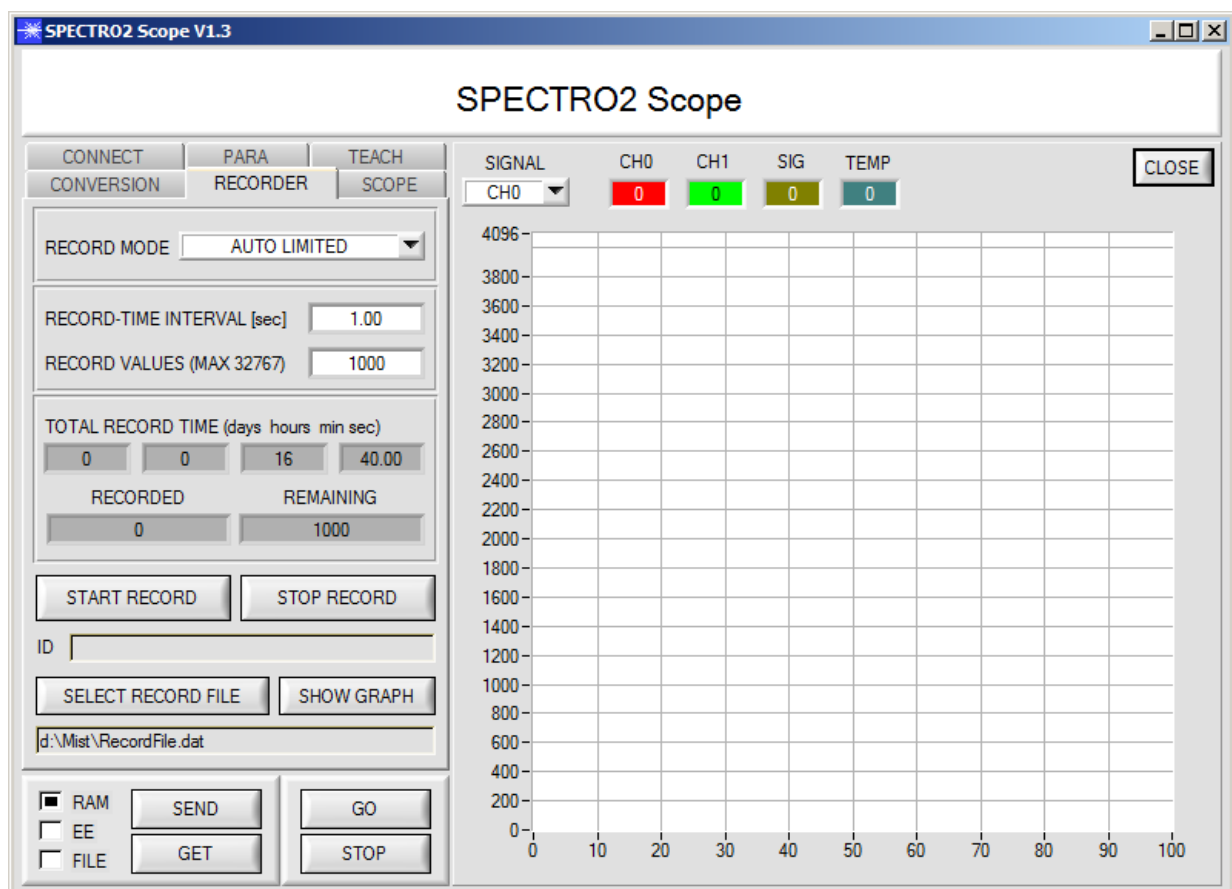 SPECTRO2 Scope V1.3
SPECTRO2 Scope
CONNECT PARA TEACH
CONVERSION RECORDER SCOPE
RECORD MODE AUTO LIMITED
RECORD-TIME INTERVAL [sec] 1.00
RECORD VALUES (MAX 32767) 1000
TOTAL RECORD TIME (days hours min sec)
0 0 16 40.00
RECORDED REMAINING
0 1000
START RECORD STOP RECORD
ID
SELECT RECORD FILE SHOW GRAPH
d:\Mist\RecordFile.dat
RAM
EE
FILE
SEND
GET
GO
STOP
SIGNAL CH0 CH1 SIG TEMP
CH0 0 0 0 0
CLOSE
4096
3800
3600
3400
3200
3000
2800
2600
2400
2200
2000
1800
1600
1400
1200
1000
800
600
400
200
0
0 10 20 30 40 50 60 70 80 90 100